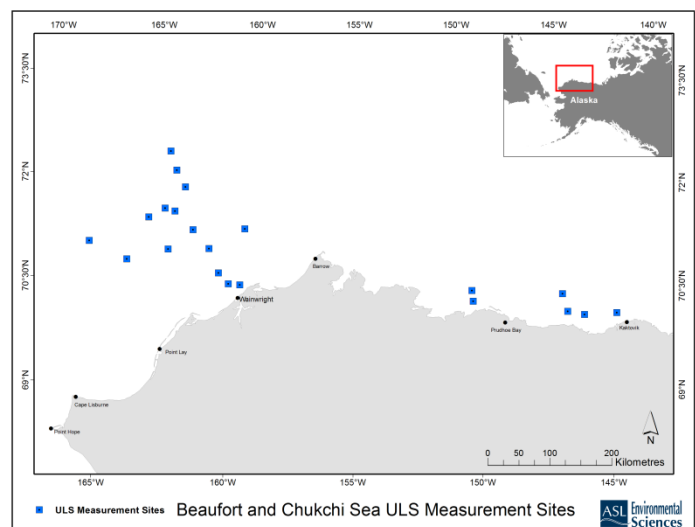 170°W 165°W 160°W 155°W 150°W 145°W 140°W
73°30'N 73°30'N
Alaska
72°N 72°N
70°30'N 70°30'N
Barrow
Wainwright
Prudhoe Bay Kaktovik
Point Lay
69°N 69°N
Cape Lisburne
Point Hope
N
0 25 50 100 150 200
Kilometres
165°W 160°W 155°W 150°W 145°W
ULS Measurement Sites Beaufort and Chukchi Sea ULS Measurement Sites
ASL Environmental
Sciences